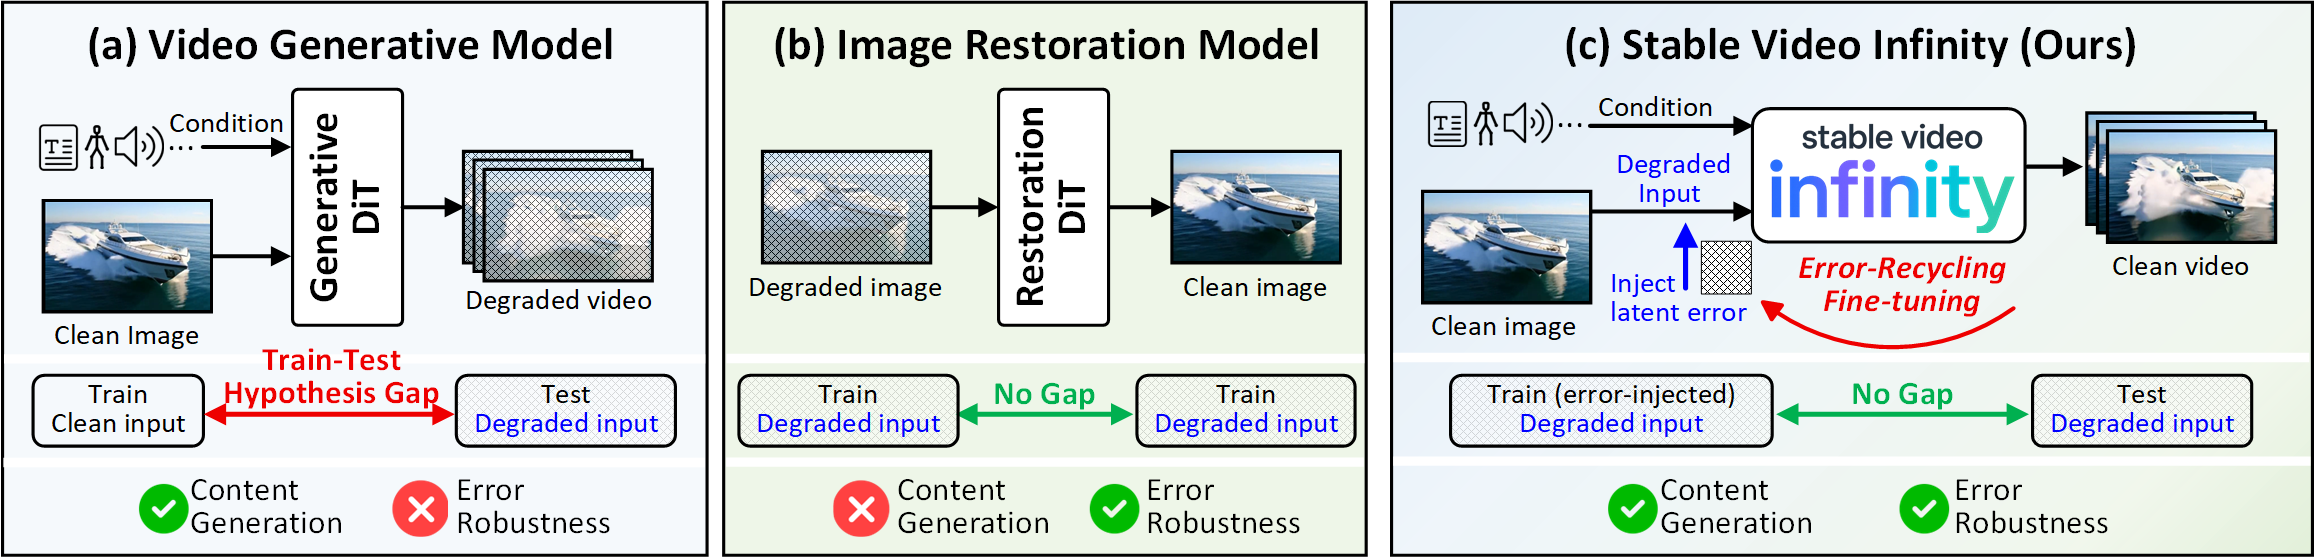 (a) Video Generative Model
Condition
T
...
Generative
DiT
Clean Image
Degraded video
Train-Test
Hypothesis Gap
Train
Clean input
Test
Degraded input
Content
Generation
Error
Robustness
(b) Image Restoration Model
Degraded image
Restoration
DiT
Clean image
Train
Degraded input
No Gap
Train
Degraded input
Content
Generation
Error
Robustness
(c) Stable Video Infinity (Ours)
T
...
Condition
Degraded
Input
stable video
infinity
Inject
latent error
Error-Recycling
Fine-tuning
Clean image
Clean video
Train (error-injected)
Degraded input
No Gap
Test
Degraded input
Content
Generation
Error
Robustness